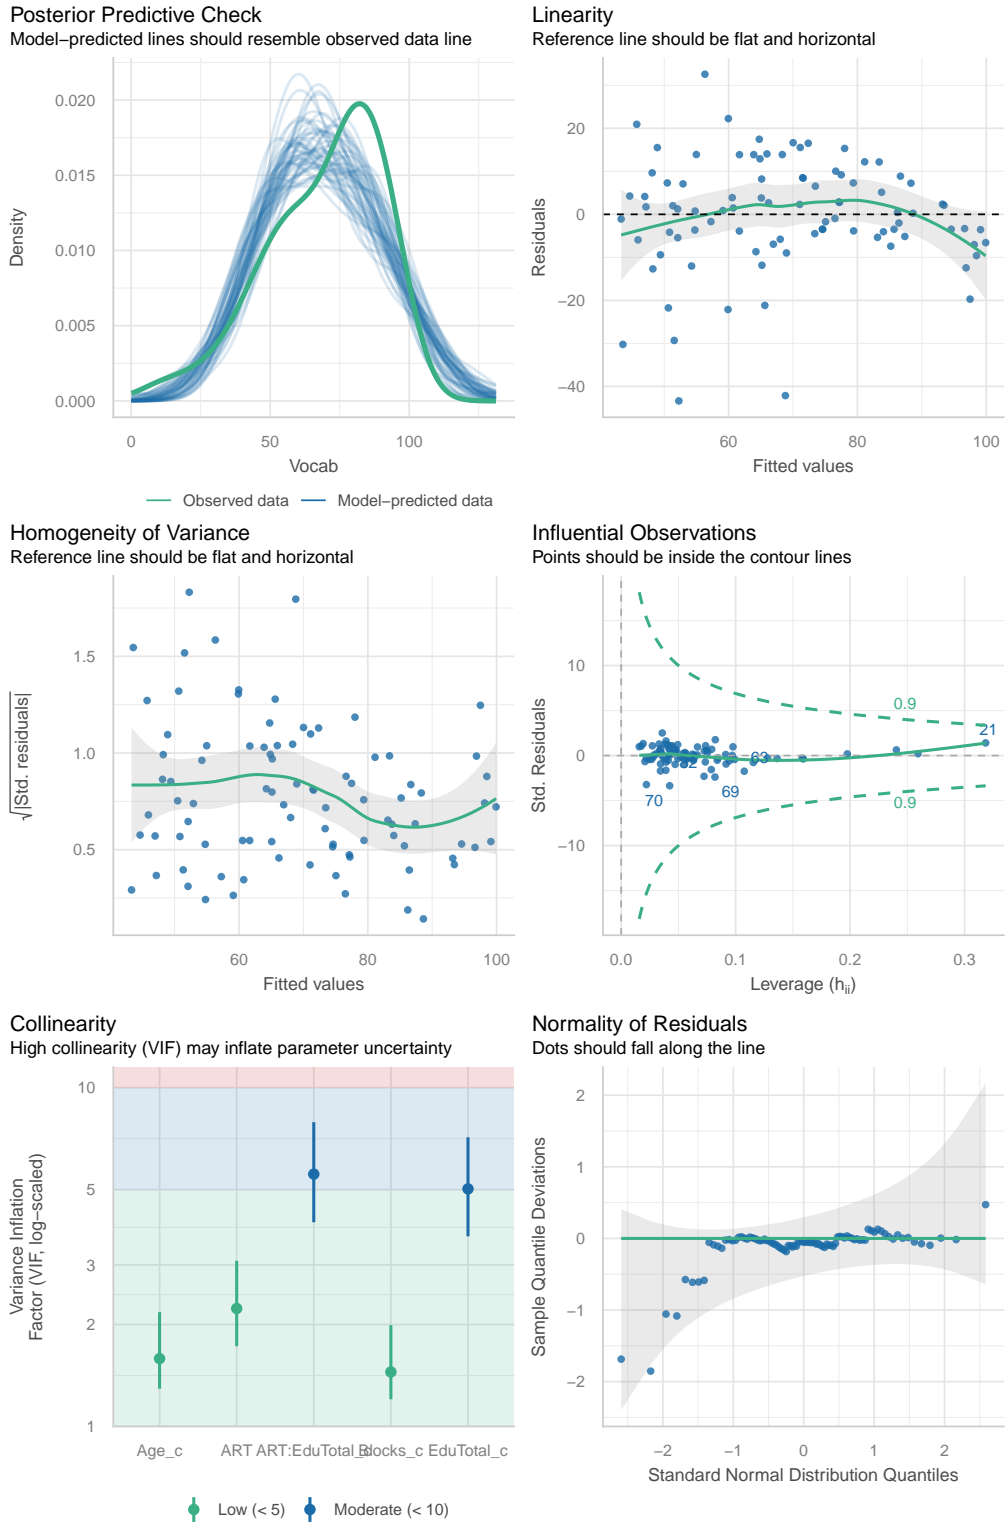 Posterior Predictive Check
Model−predicted lines should resemble observed data line
0.020
0.015
0.010
0.005
0.000
Density
0
50
100
Vocab
Observed data
Model−predicted data
Linearity
Reference line should be flat and horizontal
20
0
−20
−40
Residuals
60
80
100
Fitted values
Homogeneity of Variance
Reference line should be flat and horizontal
1.5
1.0
0.5
√|Std. residuals|
60
80
100
Fitted values
Influential Observations
Points should be inside the contour lines
10
0
−10
Std. Residuals
0.9
21
63
2
70
69
0.9
0.0
0.1
0.2
0.3
Leverage (hii)
Collinearity
High collinearity (VIF) may inflate parameter uncertainty
10
5
3
2
1
Variance Inflation
Factor (VIF, log−scaled)
Age_c
ART
ART:EduTotal_c
Blocks_c
EduTotal_c
Low (< 5)
Moderate (< 10)
Normality of Residuals
Dots should fall along the line
2
1
0
−1
−2
Sample Quantile Deviations
−2
−1
0
1
2
Standard Normal Distribution Quantiles